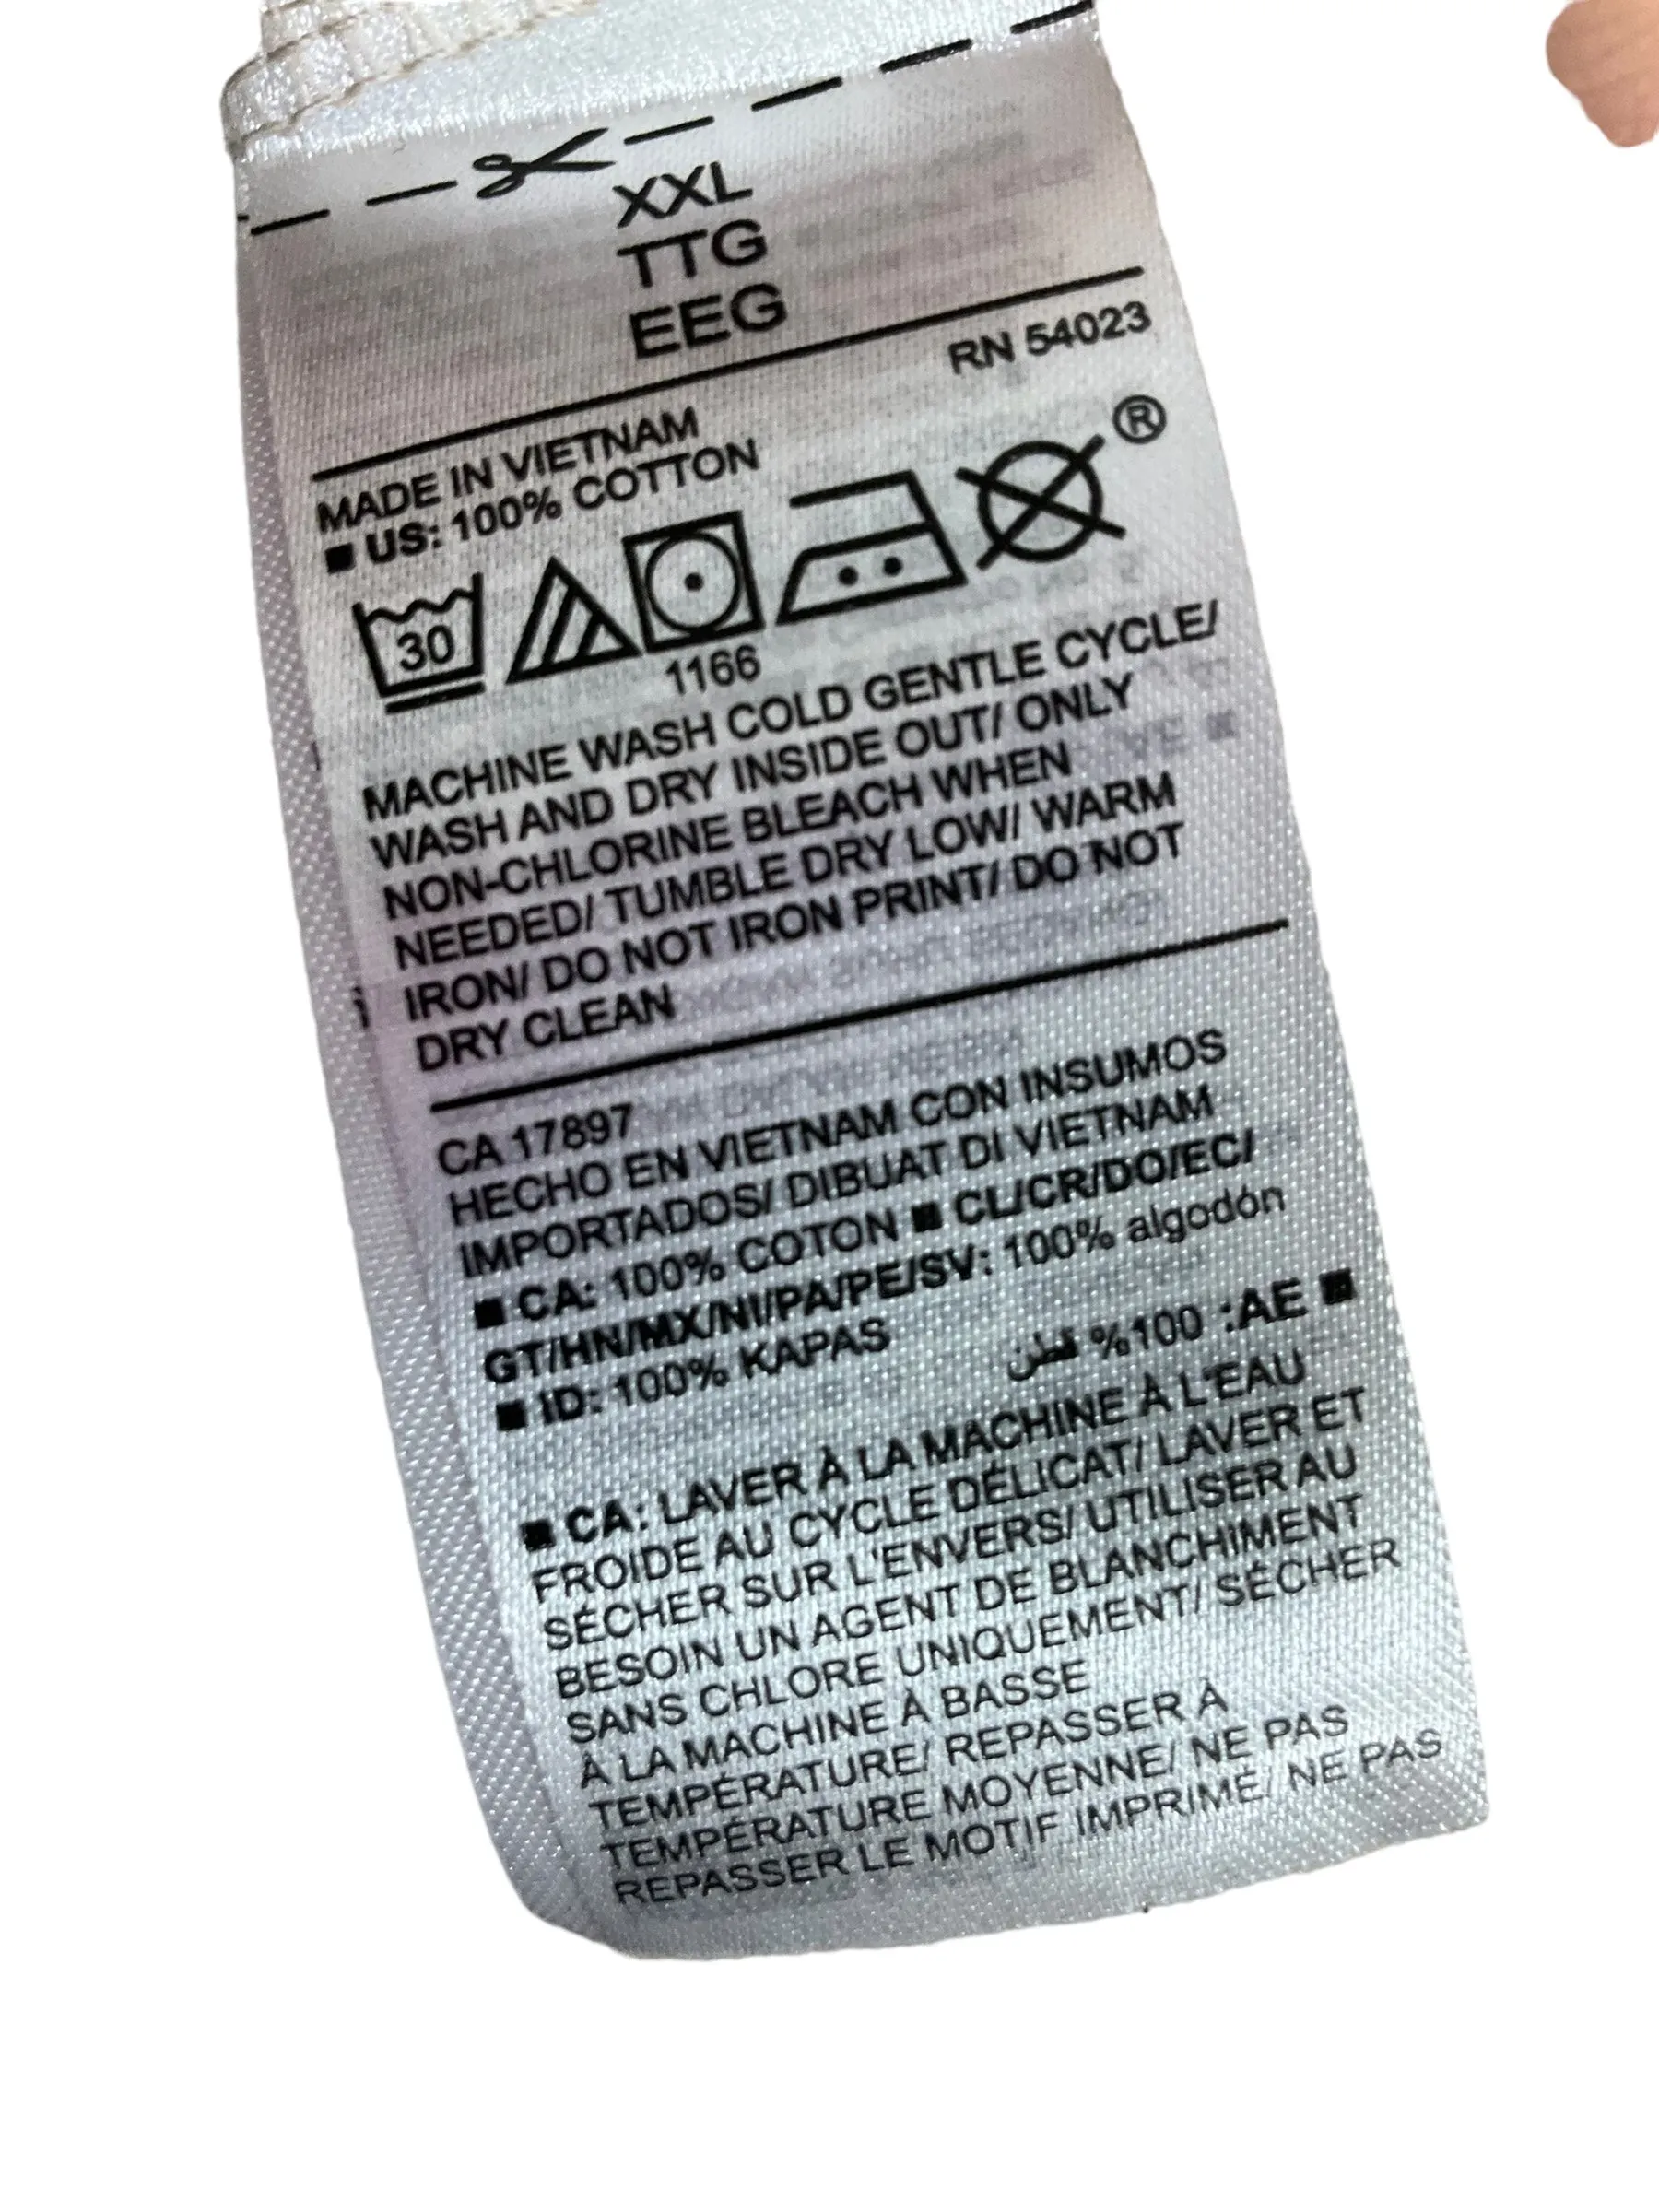 XXL
TTG
EEG
RN 54023
MADE IN VIETNAM
■ US: 100% COTTON
®
30
1166
MACHINE WASH COLD GENTLE CYCLE/
WASH AND DRY INSIDE OUT/ ONLY
NON-CHLORINE BLEACH WHEN
NEEDED/ TUMBLE DRY LOW/ WARM
IRON/ DO NOT IRON PRINT/ DO NOT
DRY CLEAN
CA 17897
HECHO EN VIETNAM CON INSUMOS
IMPORTADOS/ DIBUAT DI VIETNAM
■ CA: 100% COTON ■ CL/CR/DO/EC/
GT/HN/MX/NI/PA/PE/SV: 100% algodón
■ ID: 100% KAPAS
■ AE: 100% قطن
■ CA: LAVER À LA MACHINE À L'EAU
FROIDE AU CYCLE DÉLICAT/ LAVER ET
SÉCHER SUR L'ENVERS/ UTILISER AU
BESOIN UN AGENT DE BLANCHIMENT
SANS CHLORE UNIQUEMENT/ SÉCHER
À LA MACHINE À BASSE
TEMPÉRATURE/ REPASSER À
TEMPÉRATURE MOYENNE/ NE PAS
REPASSER LE MOTIF IMPRIMÉ/ NE PAS